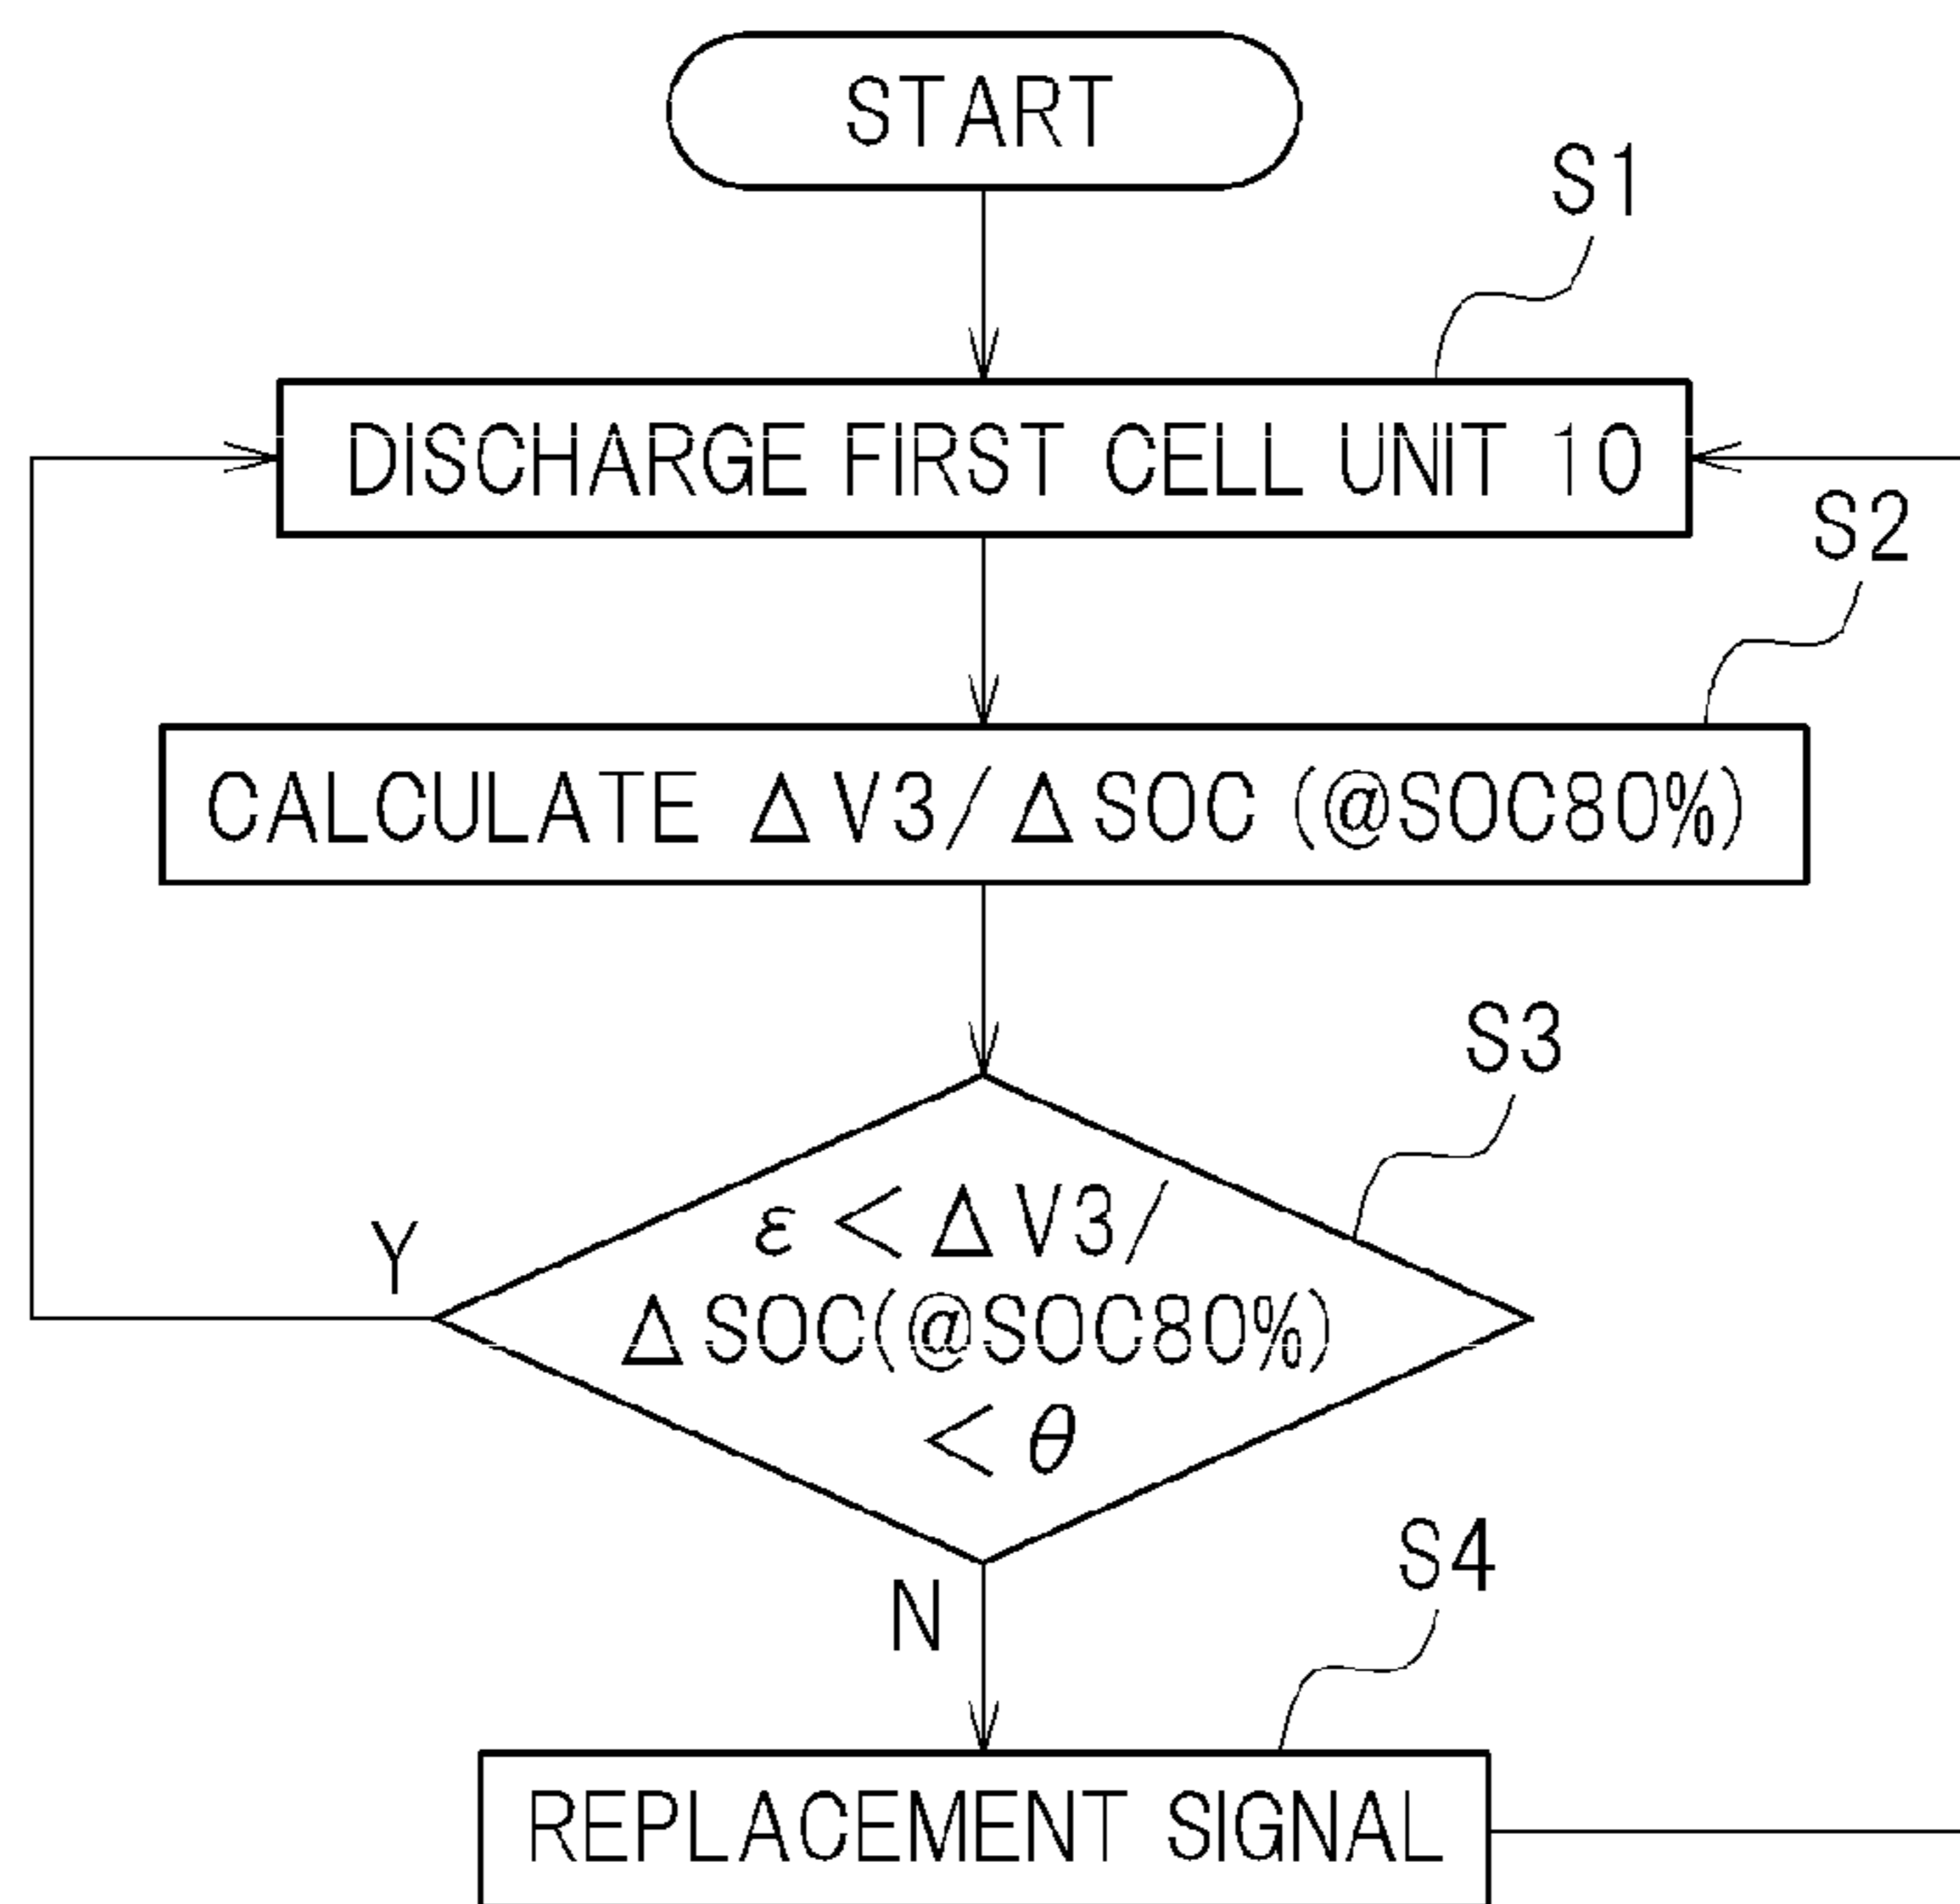 START
S1
DISCHARGE FIRST CELL UNIT 10
S2
CALCULATE ΔV3/ΔSOC (@SOC80%)
S3
ε < ΔV3/
ΔSOC(@SOC80%)
< θ
Y
N
S4
REPLACEMENT SIGNAL